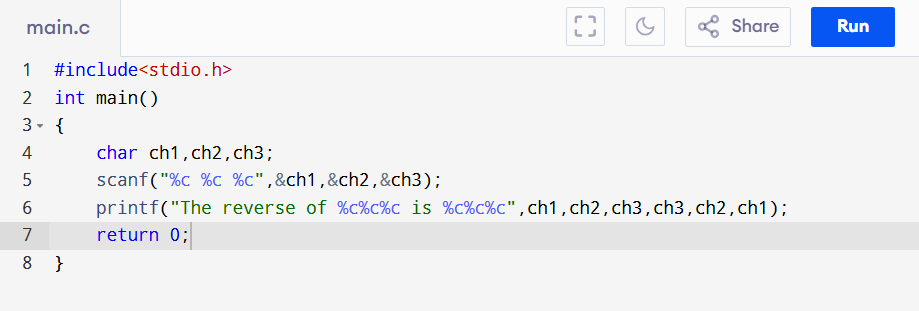 main.c
Share
Run
1 #include<stdio.h>
2 int main()
3 {
4     char ch1,ch2,ch3;
5     scanf("%c %c %c",&ch1,&ch2,&ch3);
6     printf("The reverse of %c%c%c is %c%c%c",ch1,ch2,ch3,ch3,ch2,ch1);
7     return 0;
8 }